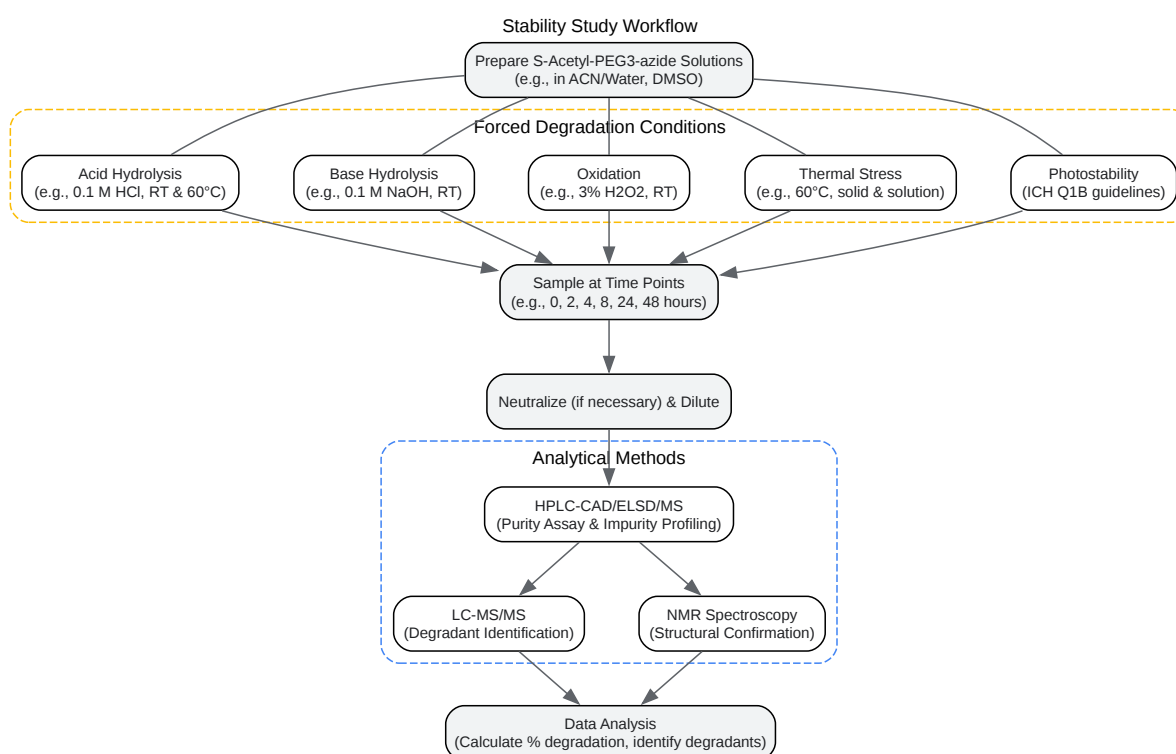 Stability Study Workflow
Prepare S-Acetyl-PEG3-azide Solutions
(e.g., in ACN/Water, DMSO)
Forced Degradation Conditions
Acid Hydrolysis
(e.g., 0.1 M HCl, RT & 60°C)
Base Hydrolysis
(e.g., 0.1 M NaOH, RT)
Oxidation
(e.g., 3% H2O2, RT)
Thermal Stress
(e.g., 60°C, solid & solution)
Photostability
(ICH Q1B guidelines)
Sample at Time Points
(e.g., 0, 2, 4, 8, 24, 48 hours)
Neutralize (if necessary) & Dilute
Analytical Methods
HPLC-CAD/ELSD/MS
(Purity Assay & Impurity Profiling)
LC-MS/MS
(Degradant Identification)
NMR Spectroscopy
(Structural Confirmation)
Data Analysis
(Calculate % degradation, identify degradants)